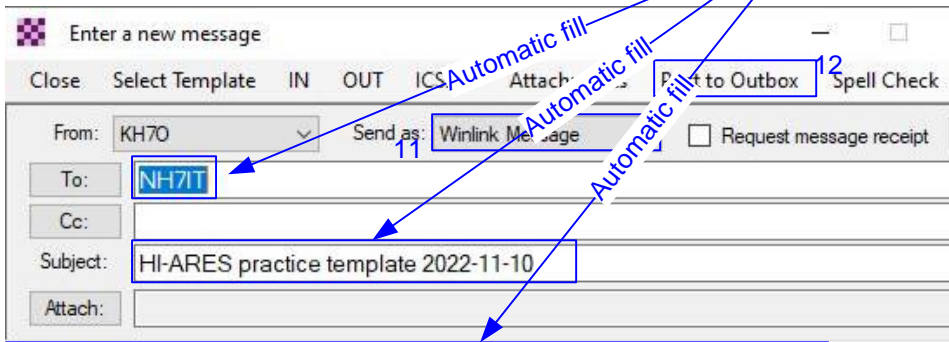 Enter a new message
Close Select Template IN OUT ICS Attach to Outbox 12 Spell Check
Automatic fill
Automatic fill
Automatic fill
From: KH7O Send as: Winlink Message Request message receipt
11
To: NH7IT
Cc:
Subject: HI-ARES practice template 2022-11-10
Attach: